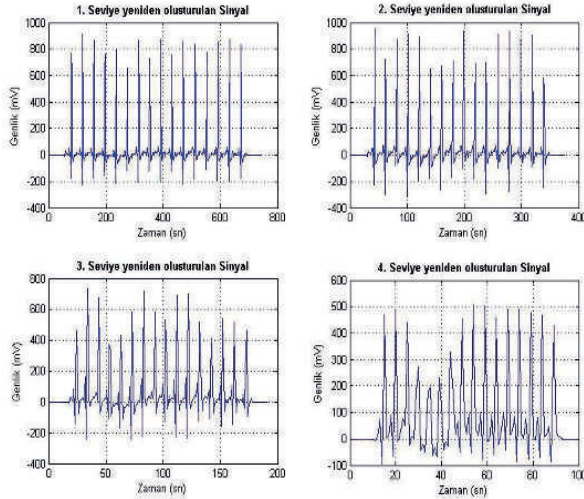 1. Seviye yeniden olusturulan Sinyal
Genlik (mV)
1000
800
600
400
200
0
-200
-400
0 200 400 600 800
Zaman (sn)
2. Seviye yeniden olusturulan Sinyal
Genlik (mV)
1000
800
600
400
200
0
-200
-400
0 100 200 300 400
Zaman (sn)
3. Seviye yeniden olusturulan Sinyal
Genlik (mV)
800
600
400
200
0
-200
-400
0 50 100 150 200
Zaman (sn)
4. Seviye yeniden olusturulan Sinyal
Genlik (mV)
600
500
400
300
200
100
0
-100
0 20 40 60 80 100
Zaman (sn)